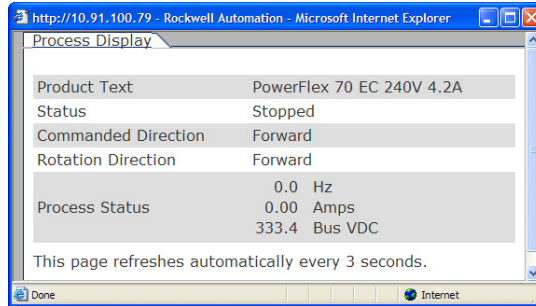 http://10.91.100.79 - Rockwell Automation - Microsoft Internet Explorer
Process Display
Product Text PowerFlex 70 EC 240V 4.2A
Status Stopped
Commanded Direction Forward
Rotation Direction Forward
0.0 Hz
Process Status 0.00 Amps
333.4 Bus VDC
This page refreshes automatically every 3 seconds.
Done Internet